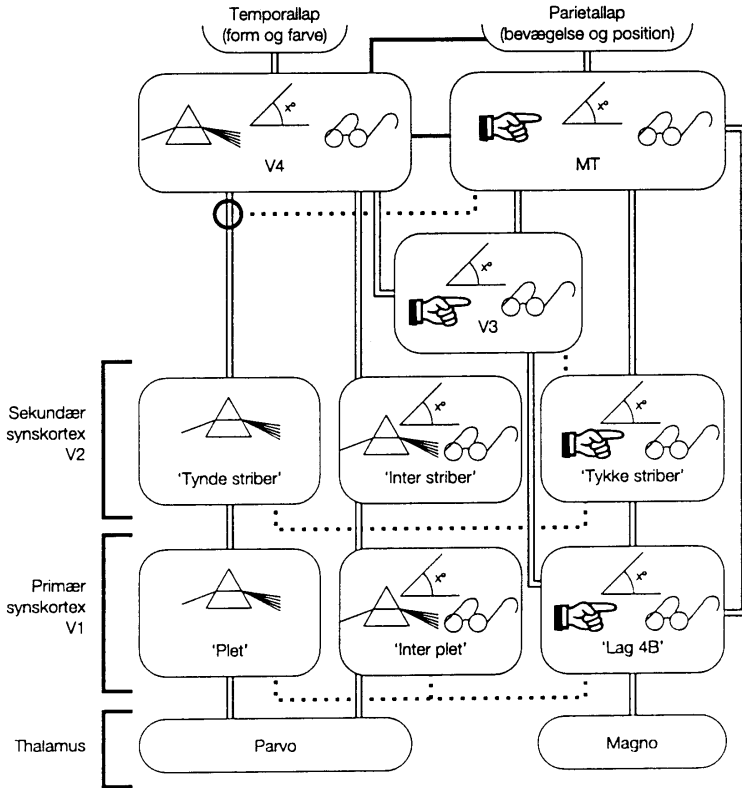 Temporallap
(form og farve)
Parietallap
(bevægelse og position)
x°
V4
x°
MT
x°
V3
Sekundær
synskortex
V2
'Tynde striber'
x°
'Inter striber'
x°
'Tykke striber'
Primær
synskortex
V1
'Plet'
x°
'Inter plet'
x°
'Lag 4B'
Thalamus
Parvo
Magno